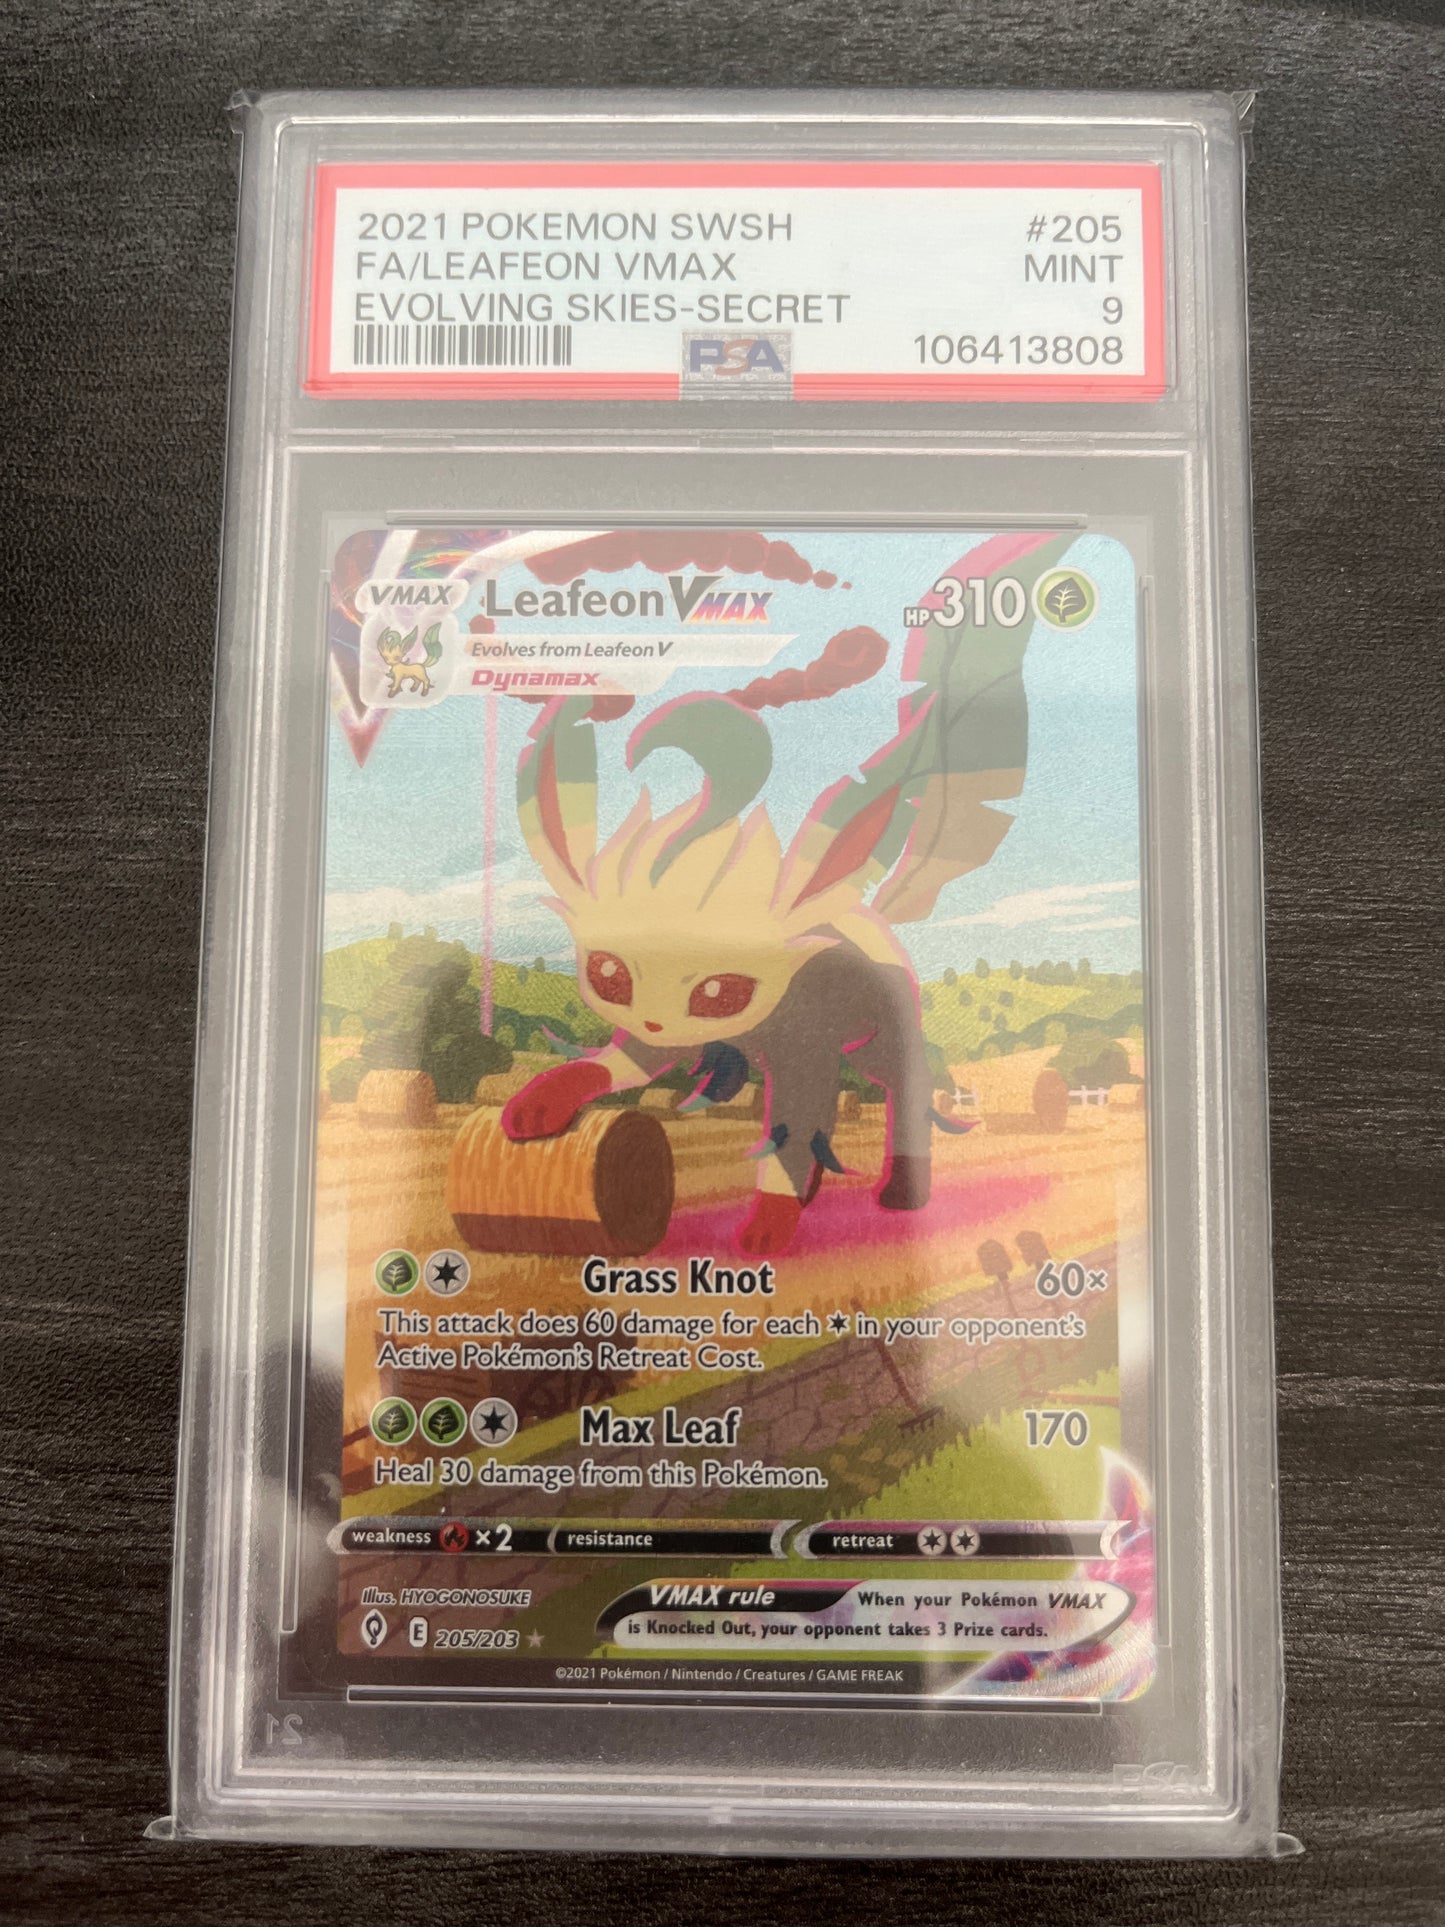 2021 POKEMON SWSH #205
FA/LEAFEON VMAX MINT
EVOLVING SKIES-SECRET 9
PSA 106413808
VMAX Leafeon VMAX HP 310
Evolves from Leafeon V
Dynamax
Grass Knot 60×
This attack does 60 damage for each in your opponent's
Active Pokémon's Retreat Cost.
Max Leaf 170
Heal 30 damage from this Pokémon.
weakness ×2 resistance retreat
Illus. HYOGONOSUKE
VMAX rule When your Pokémon VMAX
is Knocked Out, your opponent takes 3 Prize cards.
E 205/203 ★
©2021 Pokémon / Nintendo / Creatures / GAME FREAK
21
PSA